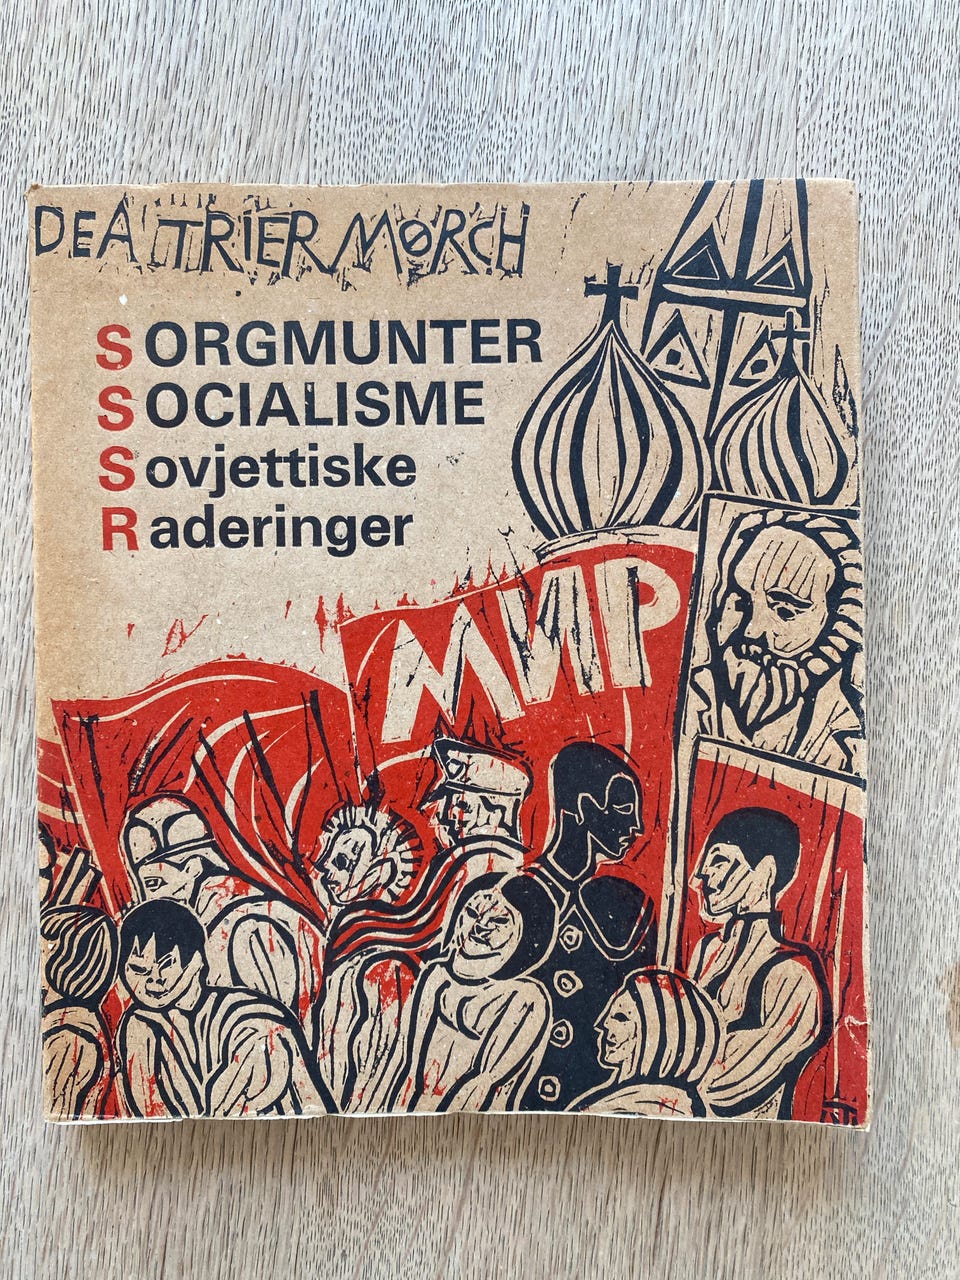 DEA TRIER MØRCH
SORGMUNTER
SOCIALISME
Sovjettiske
Raderinger
МИР